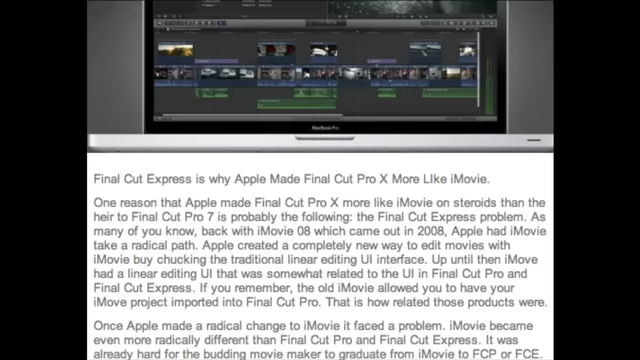 MacBook Pro
Final Cut Express is why Apple Made Final Cut Pro X More LIke iMovie.
One reason that Apple made Final Cut Pro X more like iMovie on steroids than the
heir to Final Cut Pro 7 is probably the following: the Final Cut Express problem. As
many of you know, back with iMovie 08 which came out in 2008, Apple had iMovie
take a radical path. Apple created a completely new way to edit movies with
iMovie buy chucking the traditional linear editing UI interface. Up until then iMove
had a linear editing UI that was somewhat related to the UI in Final Cut Pro and
Final Cut Express. If you remember, the old iMovie allowed you to have your
iMove project imported into Final Cut Pro. That is how related those products were.
Once Apple made a radical change to iMovie it faced a problem. iMovie became
even more radically different than Final Cut Pro and Final Cut Express. It was
already hard for the budding movie maker to graduate from iMovie to FCP or FCE.